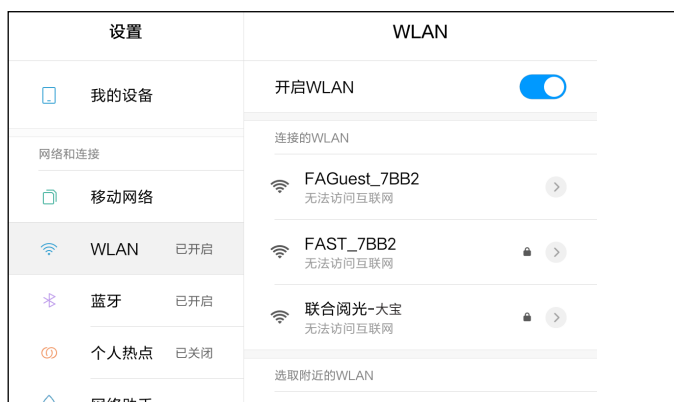 设置
我的设备
网络和连接
移动网络
WLAN 已开启
蓝牙 已开启
个人热点 已关闭
WLAN
开启WLAN
连接的WLAN
FAGuest_7BB2
无法访问互联网
FAST_7BB2
无法访问互联网
联合阅光-大宝
无法访问互联网
选取附近的WLAN